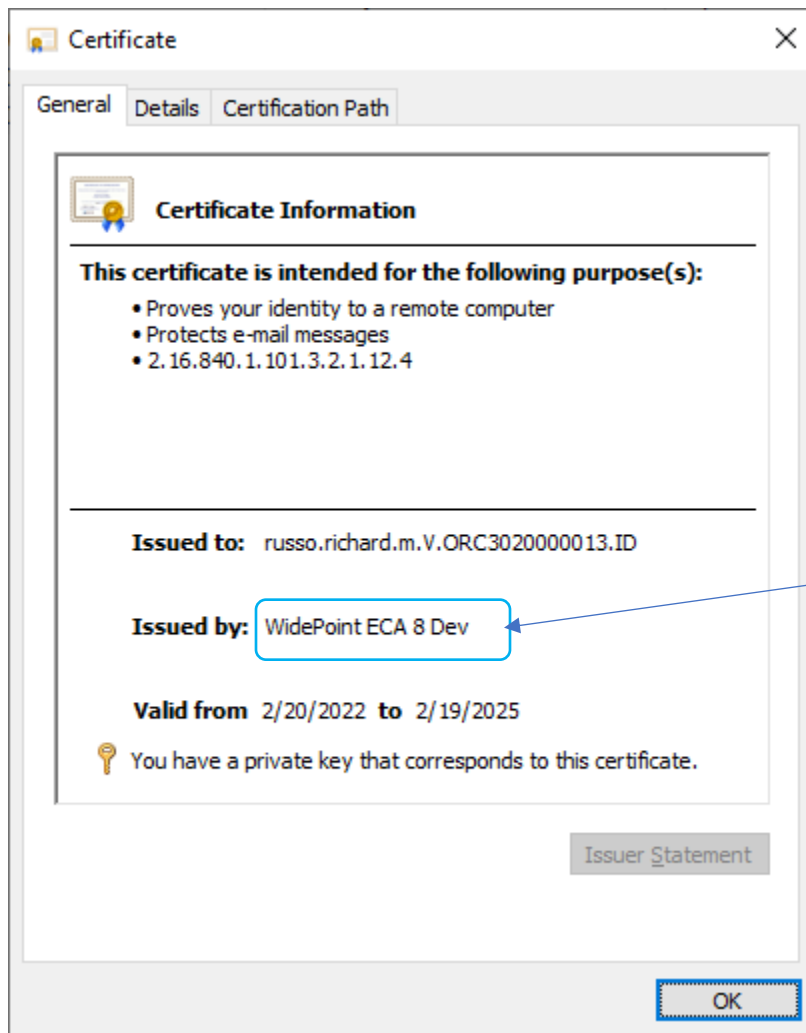 Certificate
General Details Certification Path
Certificate Information
This certificate is intended for the following purpose(s):
• Proves your identity to a remote computer
• Protects e-mail messages
• 2.16.840.1.101.3.2.1.12.4
Issued to: russo.richard.m.V.ORC3020000013.ID
Issued by: WidePoint ECA 8 Dev
Valid from 2/20/2022 to 2/19/2025
You have a private key that corresponds to this certificate.
Issuer Statement
OK